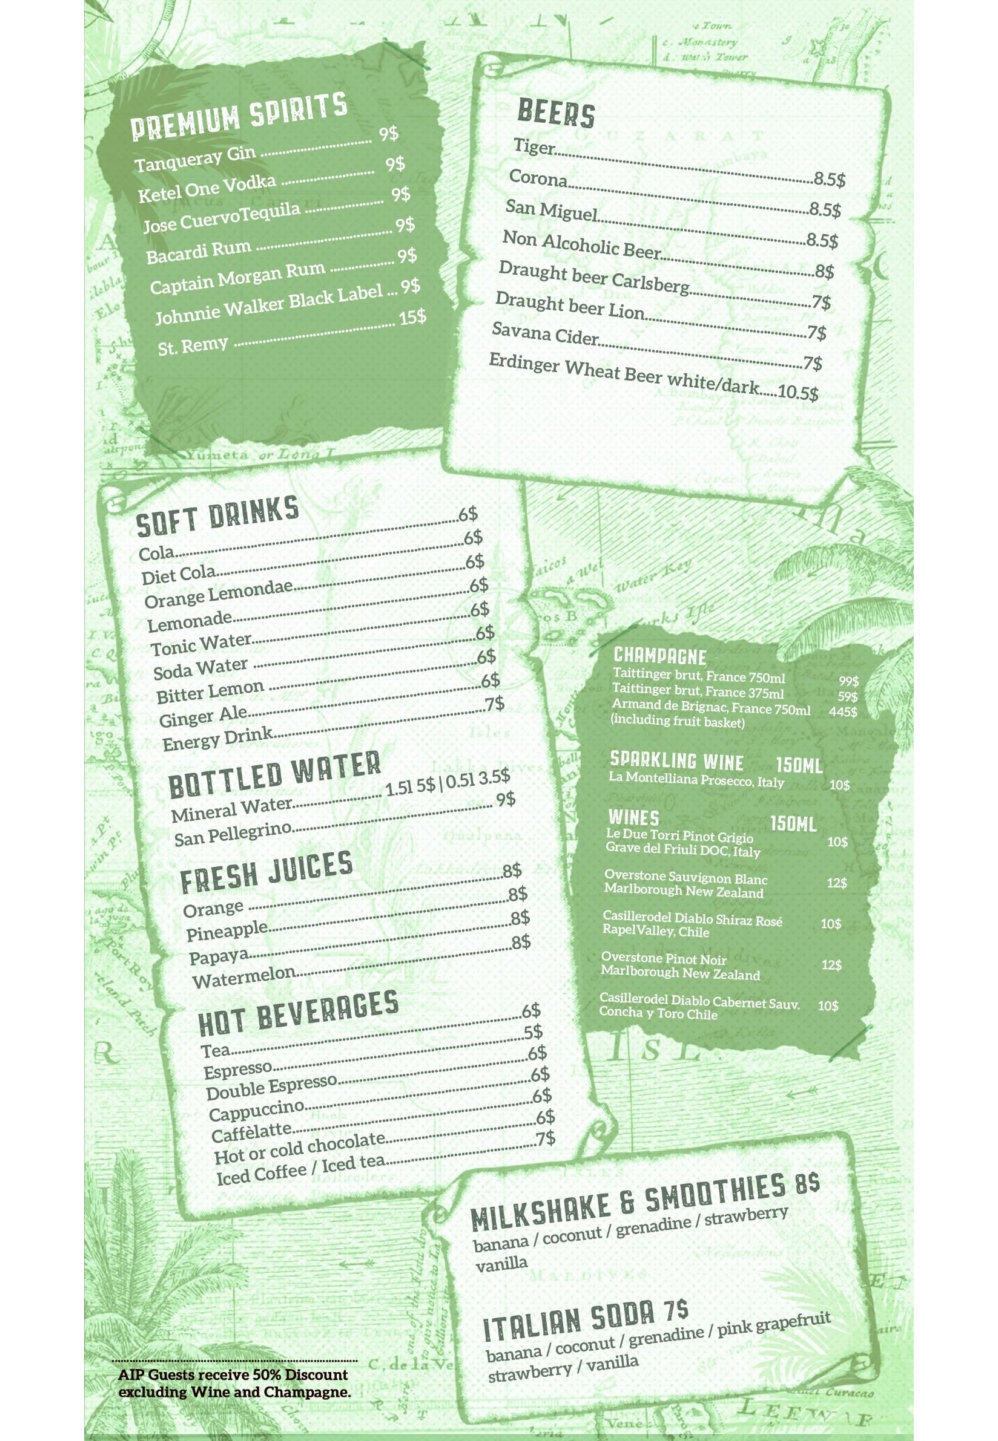 PREMIUM SPIRITS
Tanqueray Gin .............................. 9$
Ketel One Vodka ......................... 9$
Jose CuervoTequila ..................... 9$
Bacardi Rum .................................... 9$
Captain Morgan Rum ................. 9$
Johnnie Walker Black Label ... 9$
St. Remy ........................................... 15$
BEERS
Tiger......................................................................8.5$
Corona..................................................................8.5$
San Miguel.........................................................8.5$
Non Alcoholic Beer.........................................8$
Draught beer Carlsberg................................7$
Draught beer Lion...........................................7$
Savana Cider.......................................................7$
Erdinger Wheat Beer white/dark.....10.5$
SOFT DRINKS
Cola..............................................................................6$
Diet Cola....................................................................6$
Orange Lemondae................................................6$
Lemonade.................................................................6$
Tonic Water.............................................................6$
Soda Water .............................................................6$
Bitter Lemon ..........................................................6$
Ginger Ale................................................................6$
Energy Drink..........................................................7$
BOTTLED WATER
Mineral Water......................... 1.5l 5$ | 0.5l 3.5$
San Pellegrino......................................................... 9$
FRESH JUICES
Orange .......................................................................8$
Pineapple..................................................................8$
Papaya........................................................................8$
Watermelon............................................................8$
HOT BEVERAGES
Tea................................................................................6$
Espresso.....................................................................5$
Double Espresso....................................................6$
Cappuccino..............................................................6$
Caffèlatte...................................................................6$
Hot or cold chocolate..........................................6$
Iced Coffee / Iced tea..........................................7$
CHAMPAGNE
Taittinger brut, France 750ml 99$
Taittinger brut, France 375ml 59$
Armand de Brignac, France 750ml 445$
(including fruit basket)
SPARKLING WINE 150ML
La Montelliana Prosecco, Italy 10$
WINES 150ML
Le Due Torri Pinot Grigio 10$
Grave del Friuli DOC, Italy
Overstone Sauvignon Blanc 12$
Marlborough New Zealand
Casillerodel Diablo Shiraz Rosé 10$
RapelValley, Chile
Overstone Pinot Noir 12$
Marlborough New Zealand
Casillerodel Diablo Cabernet Sauv. 10$
Concha y Toro Chile
MILKSHAKE & SMOOTHIES 8$
banana / coconut / grenadine / strawberry
vanilla
ITALIAN SODA 7$
banana / coconut / grenadine / pink grapefruit
strawberry / vanilla
AIP Guests receive 50% Discount
excluding Wine and Champagne.